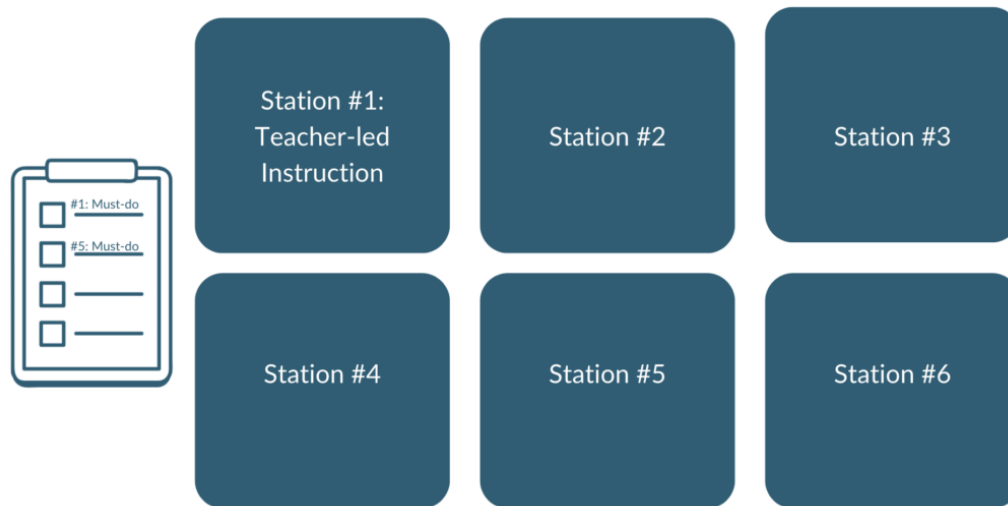 #1: Must-do
#5: Must-do
Station #1:
Teacher-led
Instruction
Station #2
Station #3
Station #4
Station #5
Station #6